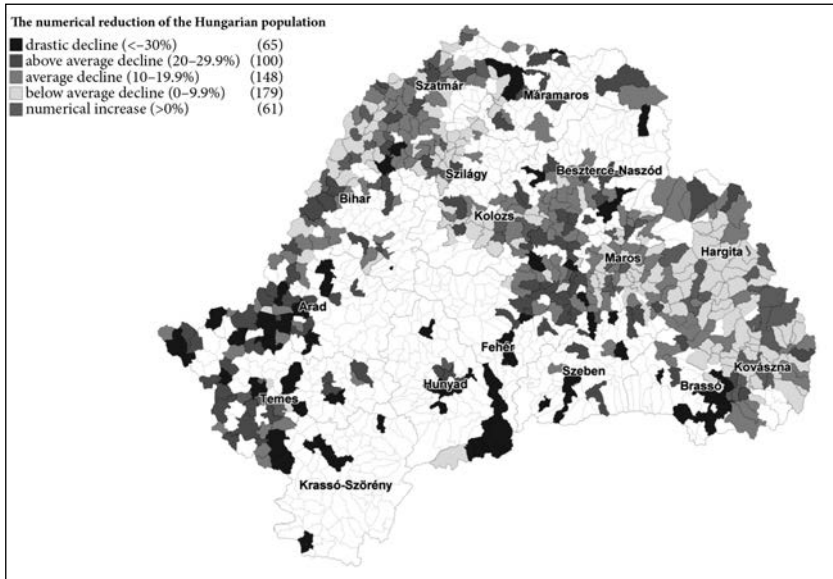 The numerical reduction of the Hungarian population
drastic decline (<–30%) (65)
above average decline (20–29.9%) (100)
average decline (10–19.9%) (148)
below average decline (0–9.9%) (179)
numerical increase (>0%) (61)
Szatmár
Máramaros
Szilágy
Beszterce-Naszód
Bihar
Kolozs
Maros
Hargita
Arad
Fehér
Szeben
Kovászna
Hunyad
Brassó
Temes
Krassó-Szörény